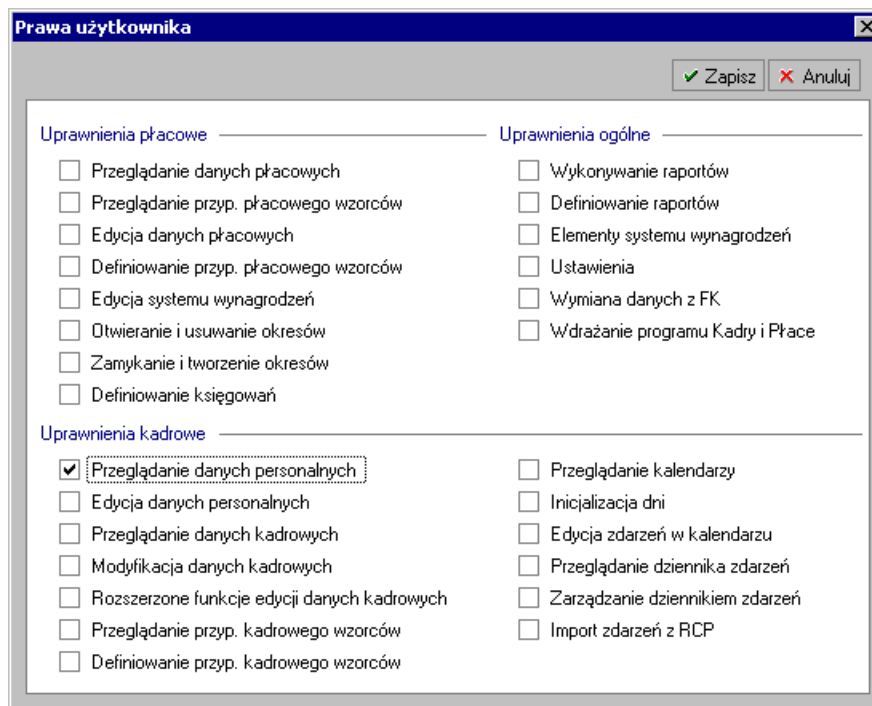 Prawa użytkownika
Zapisz
Anuluj
Uprawnienia płacowe
Przeglądanie danych płacowych
Przeglądanie przyp. płacowego wzorców
Edycja danych płacowych
Definiowanie przyp. płacowego wzorców
Edycja systemu wynagrodzeń
Otwieranie i usuwanie okresów
Zamykanie i tworzenie okresów
Definiowanie księgowań
Uprawnienia ogólne
Wykonywanie raportów
Definiowanie raportów
Elementy systemu wynagrodzeń
Ustawienia
Wymiana danych z FK
Wdrażanie programu Kadry i Płace
Uprawnienia kadrowe
Przeglądanie danych personalnych
Edycja danych personalnych
Przeglądanie danych kadrowych
Modyfikacja danych kadrowych
Rozszerzone funkcje edycji danych kadrowych
Przeglądanie przyp. kadrowego wzorców
Definiowanie przyp. kadrowego wzorców
Przeglądanie kalendarzy
Inicjalizacja dni
Edycja zdarzeń w kalendarzu
Przeglądanie dziennika zdarzeń
Zarządzanie dziennikiem zdarzeń
Import zdarzeń z RCP